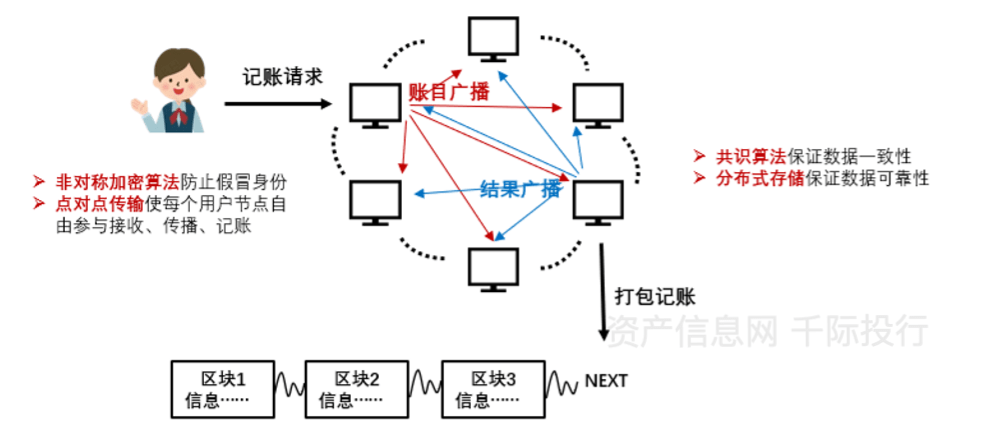 记账请求
账目广播
➢ 非对称加密算法防止假冒身份
➢ 点对点传输使每个用户节点自
由参与接收、传播、记账
结果广播
➢ 共识算法保证数据一致性
➢ 分布式存储保证数据可靠性
打包记账
资产信息网 千际投行
区块1
信息……
区块2
信息……
区块3
信息……
NEXT